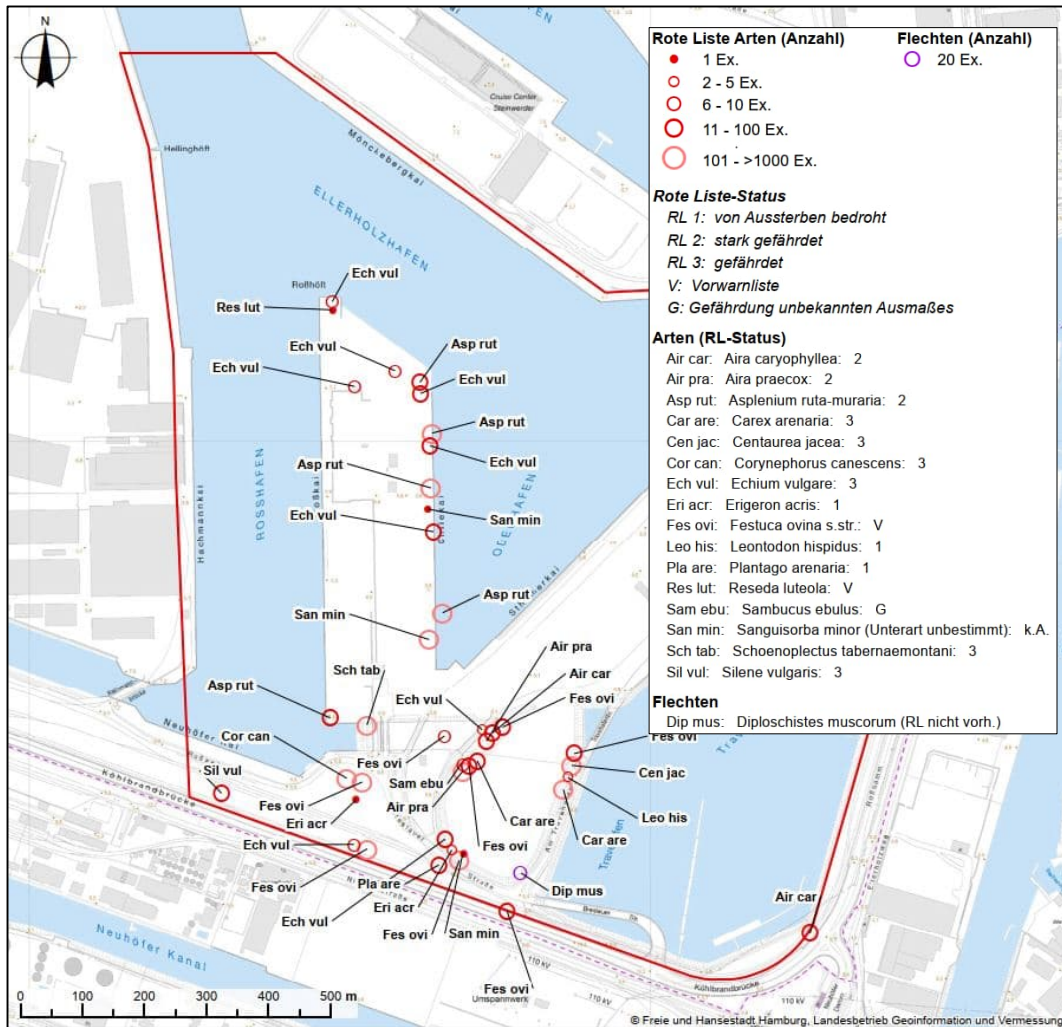 N
Rote Liste Arten (Anzahl)
1 Ex.
2 - 5 Ex.
6 - 10 Ex.
11 - 100 Ex.
101 - >1000 Ex.
Flechten (Anzahl)
20 Ex.
Rote Liste-Status
RL 1: von Aussterben bedroht
RL 2: stark gefährdet
RL 3: gefährdet
V: Vorwarnliste
G: Gefährdung unbekannten Ausmaßes
Arten (RL-Status)
Air car: Aira caryophyllea: 2
Air pra: Aira praecox: 2
Asp rut: Asplenium ruta-muraria: 2
Car are: Carex arenaria: 3
Cen jac: Centaurea jacea: 3
Cor can: Corynephorus canescens: 3
Ech vul: Echium vulgare: 3
Eri acr: Erigeron acris: 1
Fes ovi: Festuca ovina s.str.: V
Leo his: Leontodon hispidus: 1
Pla are: Plantago arenaria: 1
Res lut: Reseda luteola: V
Sam ebu: Sambucus ebulus: G
San min: Sanguisorba minor (Unterart unbestimmt): k.A.
Sch tab: Schoenoplectus tabernaemontani: 3
Sil vul: Silene vulgaris: 3
Flechten
Dip mus: Diploschistes muscorum (RL nicht vorh.)
Cruise Center
Steinwerder
Hellinghöft
Mönckebergkai
ELLERHOLZHAFEN
Roßhöft
Ech vul
Res lut
Ech vul
Asp rut
Ech vul
Ech vul
Asp rut
Ech vul
Asp rut
San min
Ech vul
ROSSHAFEN
Hachmannkai
Asp rut
San min
Air pra
Sch tab
Air car
Ech vul
Fes ovi
Asp rut
Neuhöfer Kai
Cor can
Fes ovi
Fes ovi
Köhlbrandbrücke
Sil vul
Sam ebu
Cen jac
Fes ovi
Air pra
Eri acr
Car are
Leo his
Car are
Ech vul
Fes ovi
Fes ovi
Pla are
Dip mus
Air car
Ech vul
Eri acr
Fes ovi
San min
Fes ovi
Neuhöfer Kanal
110 kV
Umspannwerk
Köhlbrandbrücke
110 kV
110 kV
0 100 200 300 400 500 m
© Freie und Hansestadt Hamburg, Landesbetrieb Geoinformation und Vermessung